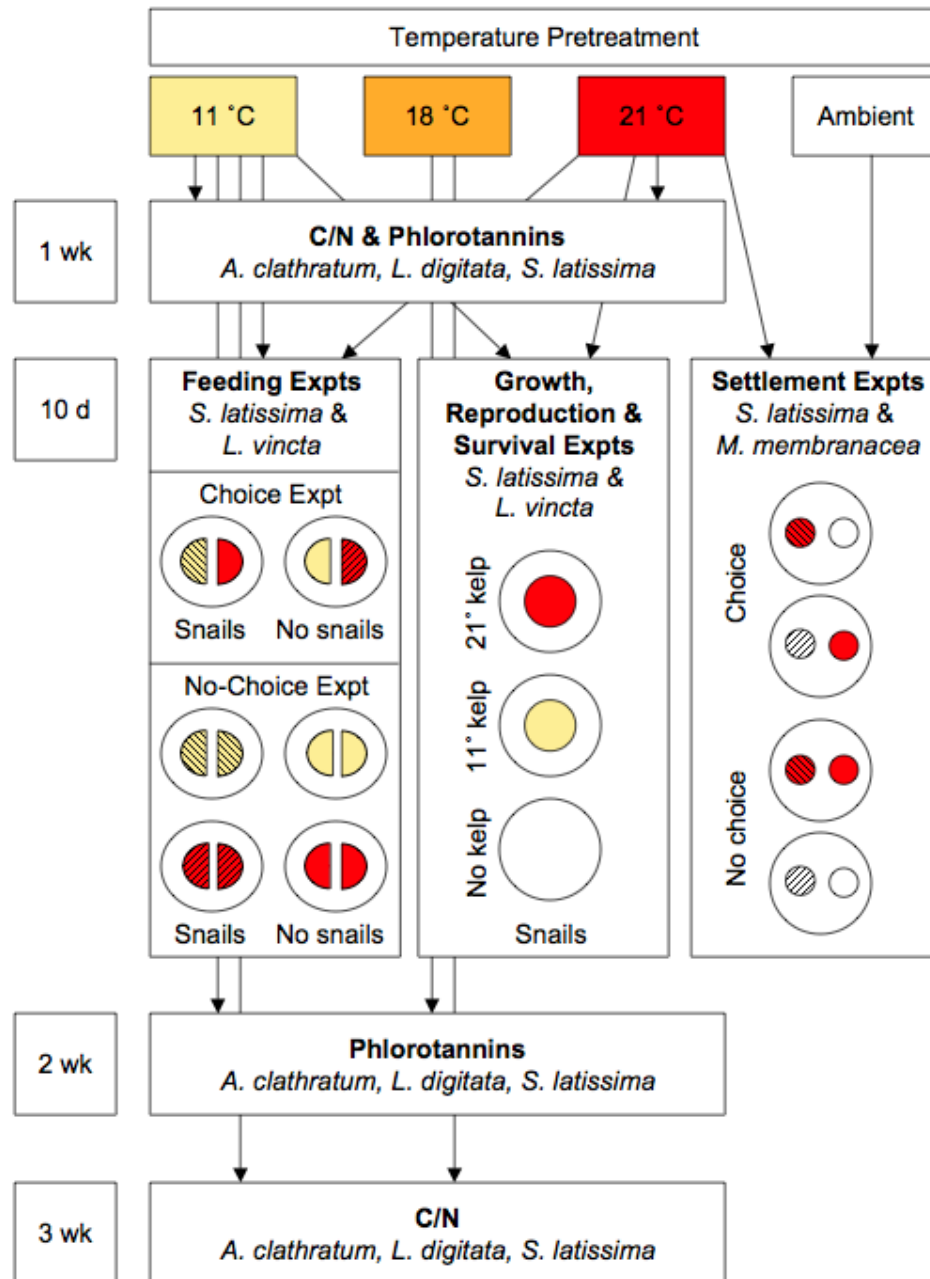 Temperature Pretreatment
11 ˚C
18 ˚C
21 ˚C
Ambient
1 wk
C/N & Phlorotannins
A. clathratum, L. digitata, S. latissima
10 d
Feeding Expts
S. latissima &
L. vincta
Choice Expt
Snails
No snails
No-Choice Expt
Snails
No snails
Growth,
Reproduction &
Survival Expts
S. latissima &
L. vincta
21˚ kelp
11˚ kelp
No kelp
Snails
Settlement Expts
S. latissima &
M. membranacea
Choice
No choice
2 wk
Phlorotannins
A. clathratum, L. digitata, S. latissima
3 wk
C/N
A. clathratum, L. digitata, S. latissima